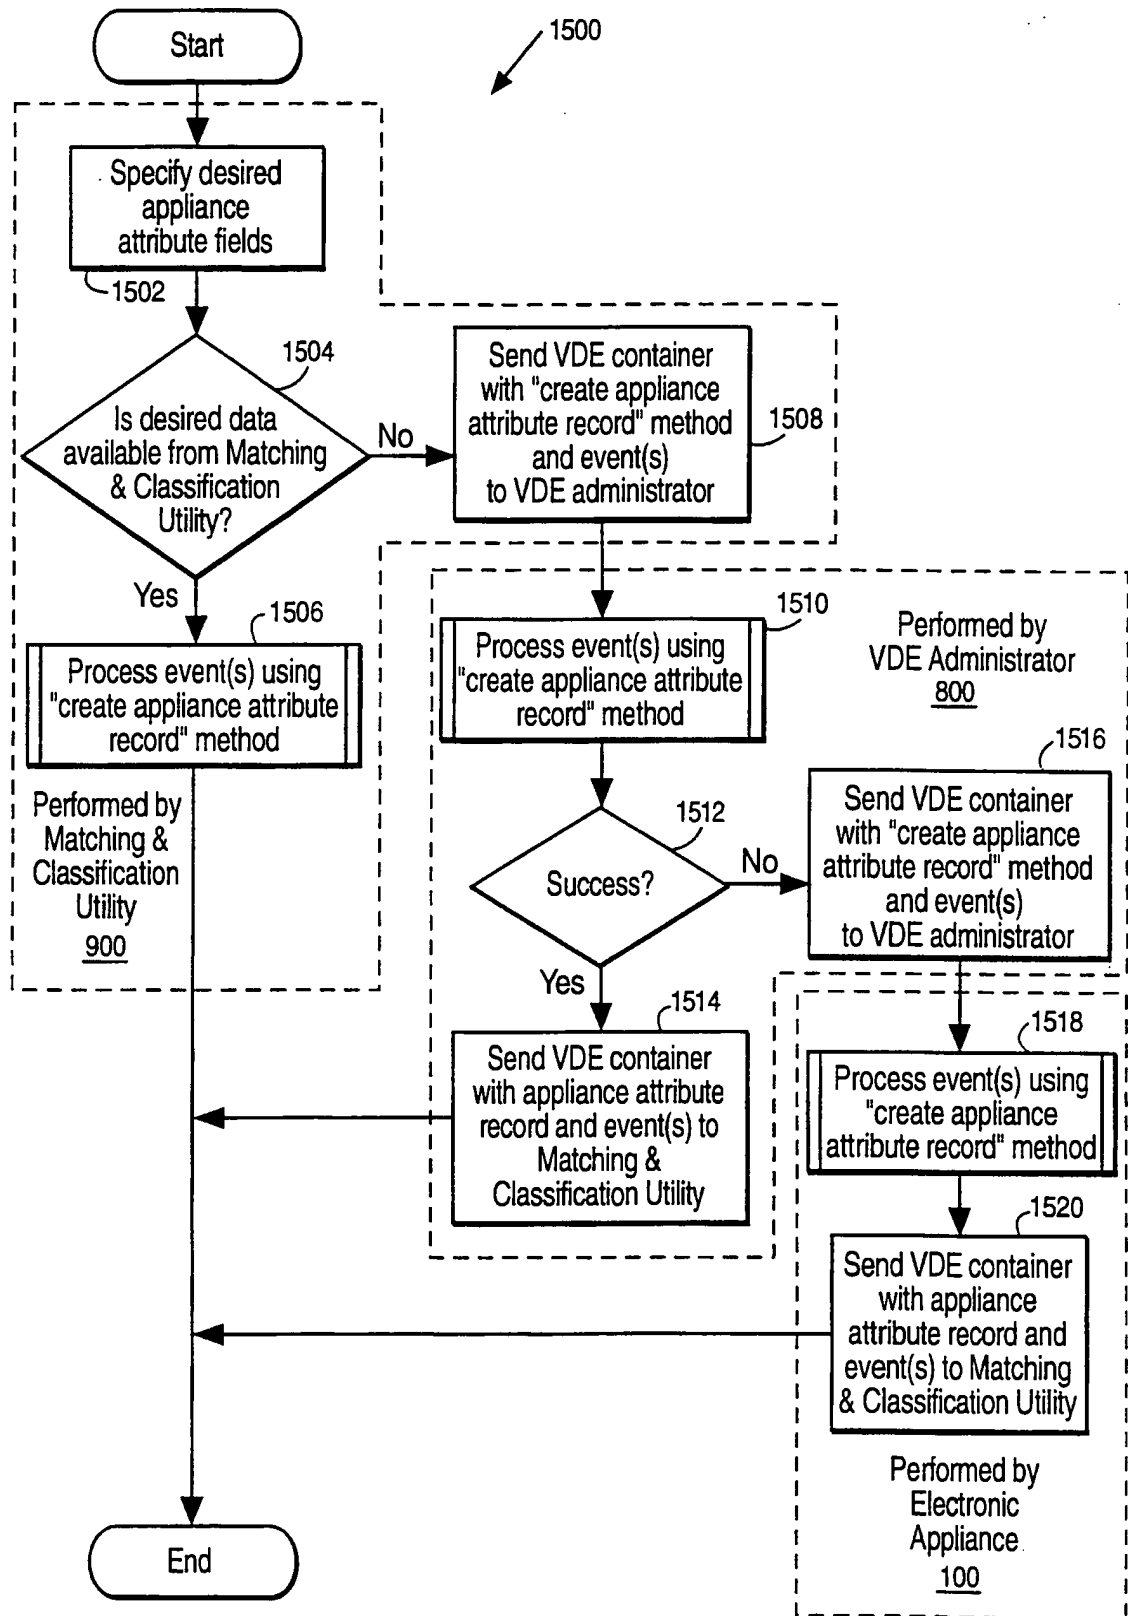 Start
1500
Specify desired
appliance
attribute fields
1502
1504
Is desired data
available from Matching
& Classification
Utility?
No
Send VDE container
with "create appliance
attribute record" method
and event(s)
to VDE administrator
1508
Yes
1506
Process event(s) using
"create appliance attribute
record" method
Performed by
Matching &
Classification
Utility
900
1510
Process event(s) using
"create appliance attribute
record" method
Performed by
VDE Administrator
800
1512
Success?
No
1516
Send VDE container
with "create appliance
attribute record" method
and event(s)
to VDE administrator
Yes
1514
Send VDE container
with appliance attribute
record and event(s) to
Matching &
Classification Utility
1518
Process event(s) using
"create appliance
attribute record" method
1520
Send VDE container
with appliance
attribute record and
event(s) to Matching
& Classification Utility
Performed by
Electronic
Appliance
100
End